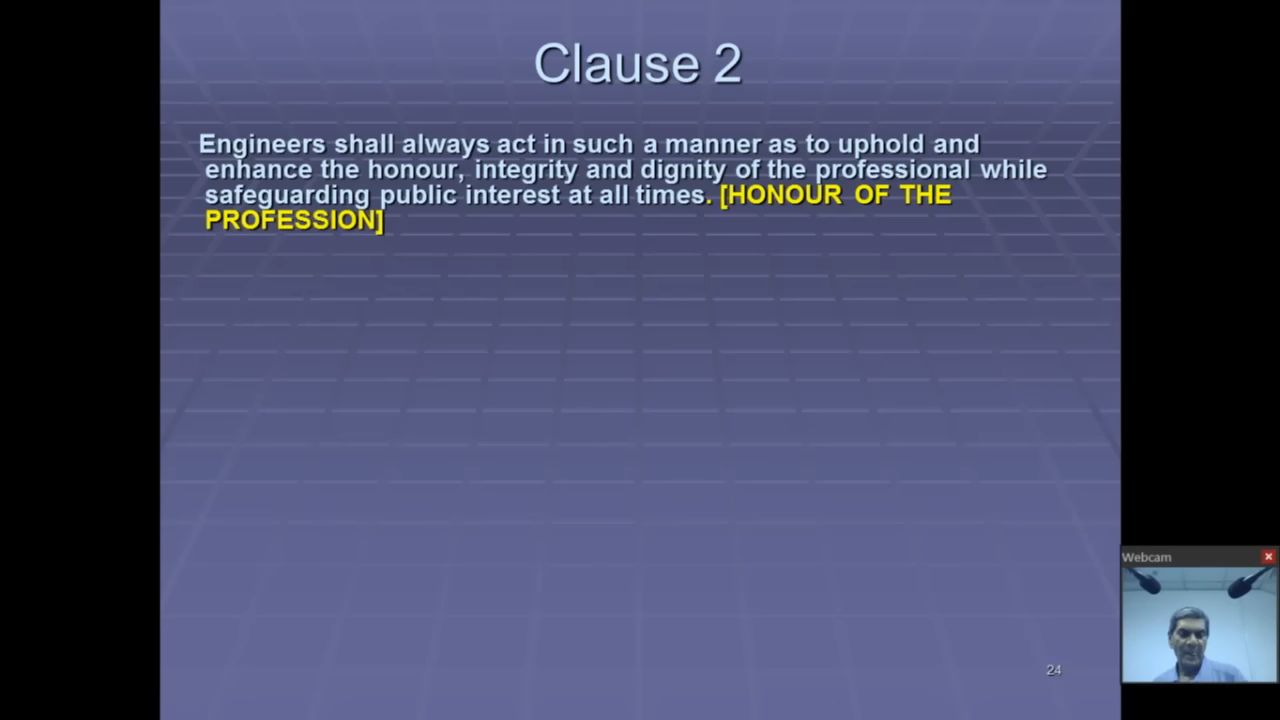 Clause 2
Engineers shall always act in such a manner as to uphold and
enhance the honour, integrity and dignity of the professional while
safeguarding public interest at all times. [HONOUR OF THE
PROFESSION]
Webcam
24